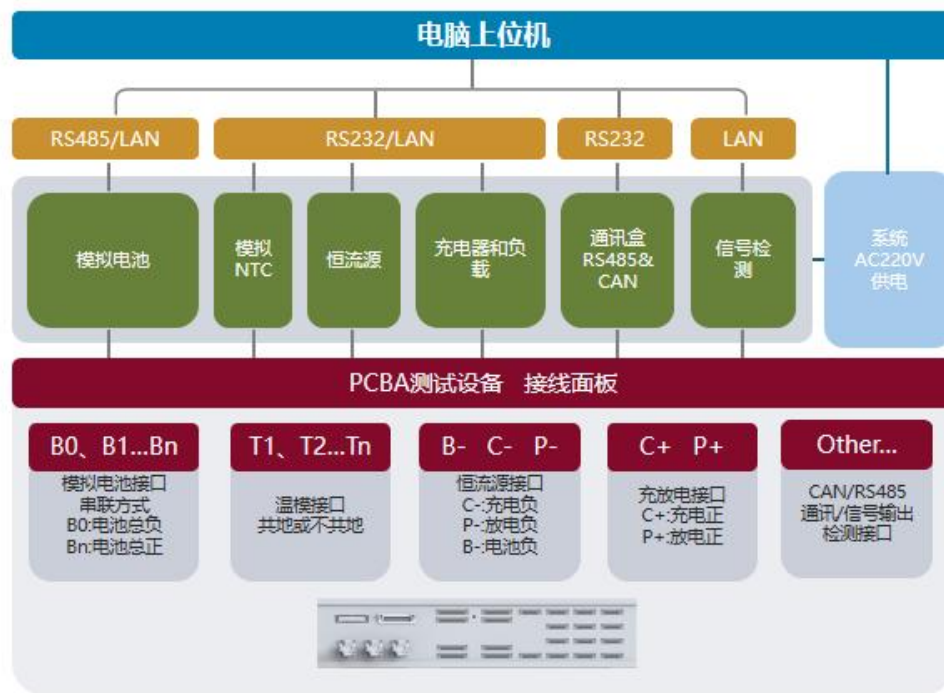 电脑上位机
RS485/LAN
RS232/LAN
RS232
LAN
模拟电池
模拟
NTC
恒流源
充电器和负
载
通讯盒
RS485&
CAN
信号检
测
系统
AC220V
供电
PCBA测试设备 接线面板
B0、B1...Bn
模拟电池接口
串联方式
B0:电池总负
Bn:电池总正
T1、T2...Tn
温模接口
共地或不共地
B- C- P-
恒流源接口
C-:充电负
P-:放电负
B-:电池负
C+ P+
充放电接口
C+:充电正
P+:放电正
Other...
CAN/RS485
通讯/信号输出
检测接口